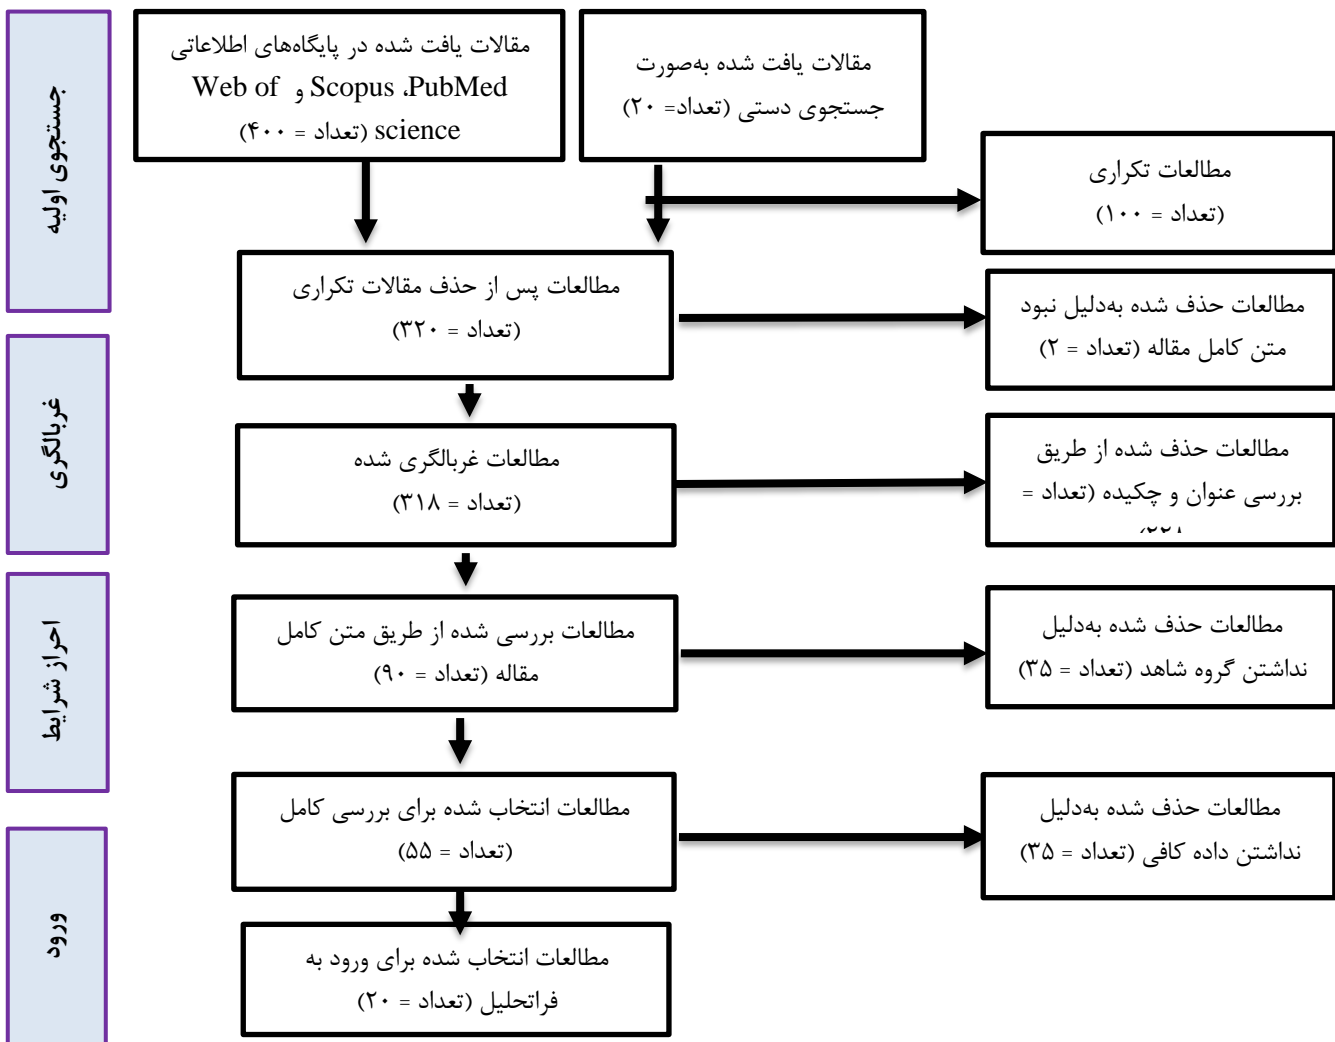 جستجوی اولیه
مقالات یافت شده در پایگاه‌های اطلاعاتی
Scopus ،PubMed و Web of
science (تعداد = ۴۰۰)
مقالات یافت شده به‌صورت
جستجوی دستی (تعداد= ۲۰)
مطالعات تکراری
(تعداد = ۱۰۰)
مطالعات پس از حذف مقالات تکراری
(تعداد = ۳۲۰)
مطالعات حذف شده به‌دلیل نبود
متن کامل مقاله (تعداد = ۲)
غربالگری
مطالعات غربالگری شده
(تعداد = ۳۱۸)
مطالعات حذف شده از طریق
بررسی عنوان و چکیده (تعداد =
احراز شرایط
مطالعات بررسی شده از طریق متن کامل
مقاله (تعداد = ۹۰)
مطالعات حذف شده به‌دلیل
نداشتن گروه شاهد (تعداد = ۳۵)
مطالعات انتخاب شده برای بررسی کامل
(تعداد = ۵۵)
مطالعات حذف شده به‌دلیل
نداشتن داده کافی (تعداد = ۳۵)
ورود
مطالعات انتخاب شده برای ورود به
فراتحلیل (تعداد = ۲۰)